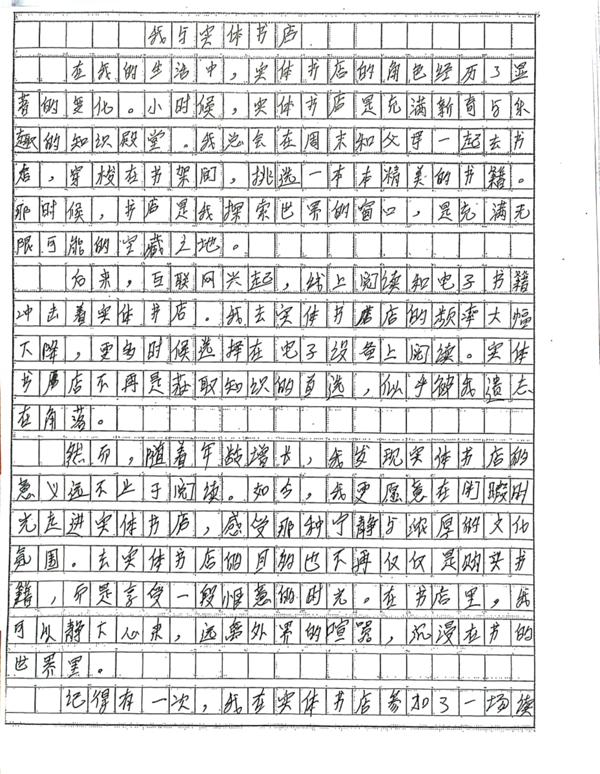 我与实体书店
在我的生活中，实体书店的角色经历了显
著的变化。小时候，实体书店是充满新奇与乐
趣的知识殿堂。我总会在周末和父母一起去书
店，穿梭在书架间，挑选一本本精美的书籍。
那时候，书店是我探索世界的窗口，是充满无
限可能的宝藏之地。
后来，互联网兴起，线上阅读和电子书籍
冲击着实体书店。我去实体书店的频率大幅
下降，更多时候选择在电子设备上阅读。实体
书店不再是获取知识的首选，似乎被我遗忘
在角落。
然而，随着年龄增长，我发现实体书店的
意义远不止于阅读。如今，我更愿意在闲暇时
光走进实体书店，感受那种宁静与浓厚的文化
氛围。去实体书店的目的也不再仅仅是购买书
籍，而是享受一段惬意的时光。在书店里，我
可以静下心来，远离外界的喧嚣，沉浸在书的
世界里。
记得有一次，我在实体书店参加了一场读